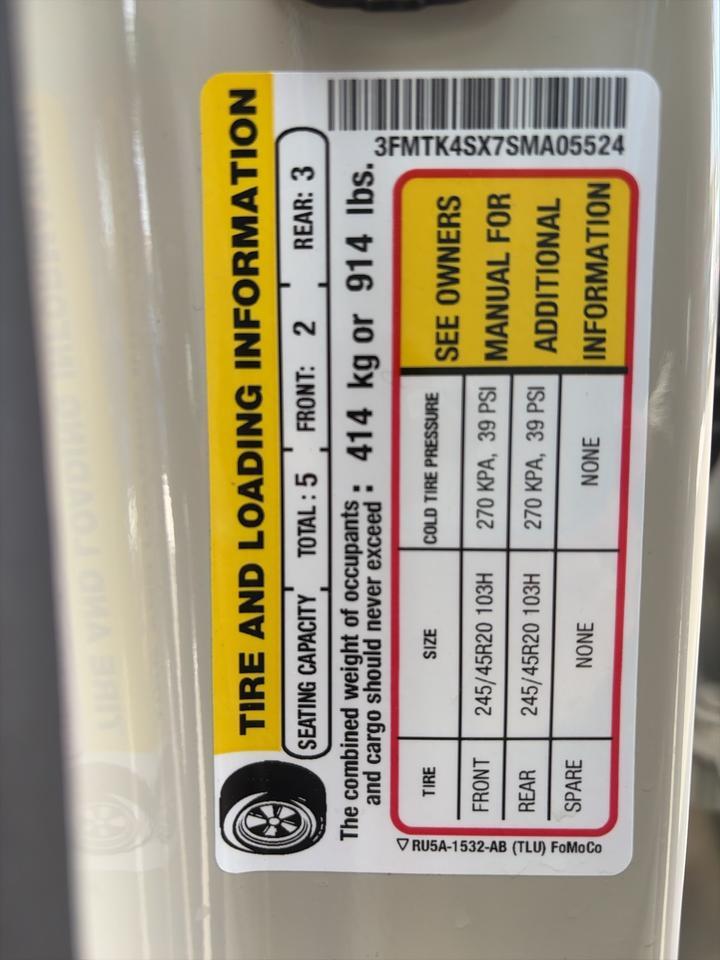 TIRE AND LOADING INFORMATION
3FMTK4SX7SMA05524
SEATING CAPACITY TOTAL : 5 FRONT: 2 REAR: 3
The combined weight of occupants
and cargo should never exceed : 414 kg or 914 lbs.
TIRE SIZE COLD TIRE PRESSURE
FRONT 245/45R20 103H 270 KPA, 39 PSI
REAR 245/45R20 103H 270 KPA, 39 PSI
SPARE NONE NONE
SEE OWNERS
MANUAL FOR
ADDITIONAL
INFORMATION
RU5A-1532-AB (TLU) FoMoCo